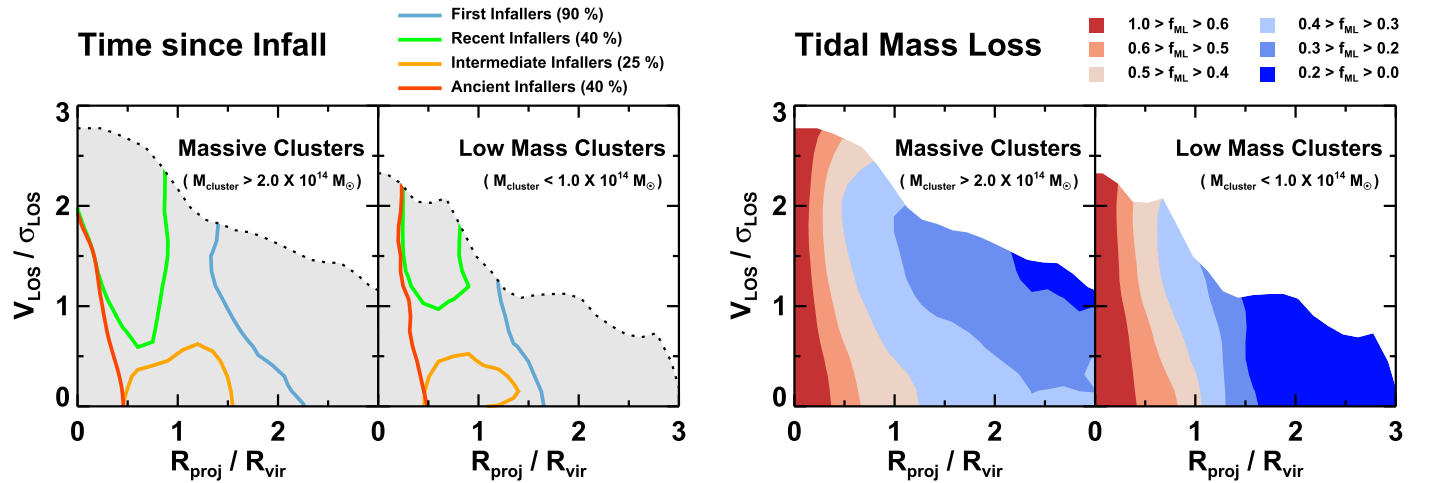 Time since Infall
First Infallers (90 %)
Recent Infallers (40 %)
Intermediate Infallers (25 %)
Ancient Infallers (40 %)
Massive Clusters
( M_cluster > 2.0 X 10^14 M_☉ )
Low Mass Clusters
( M_cluster < 1.0 X 10^14 M_☉ )
3
2
1
0
V_LOS / σ_LOS
0 1 2 0 1 2 3
R_proj / R_vir R_proj / R_vir
Tidal Mass Loss
1.0 > f_ML > 0.6
0.6 > f_ML > 0.5
0.5 > f_ML > 0.4
0.4 > f_ML > 0.3
0.3 > f_ML > 0.2
0.2 > f_ML > 0.0
Massive Clusters
( M_cluster > 2.0 X 10^14 M_☉ )
Low Mass Clusters
( M_cluster < 1.0 X 10^14 M_☉ )
3
2
1
0
V_LOS / σ_LOS
0 1 2 0 1 2 3
R_proj / R_vir R_proj / R_vir